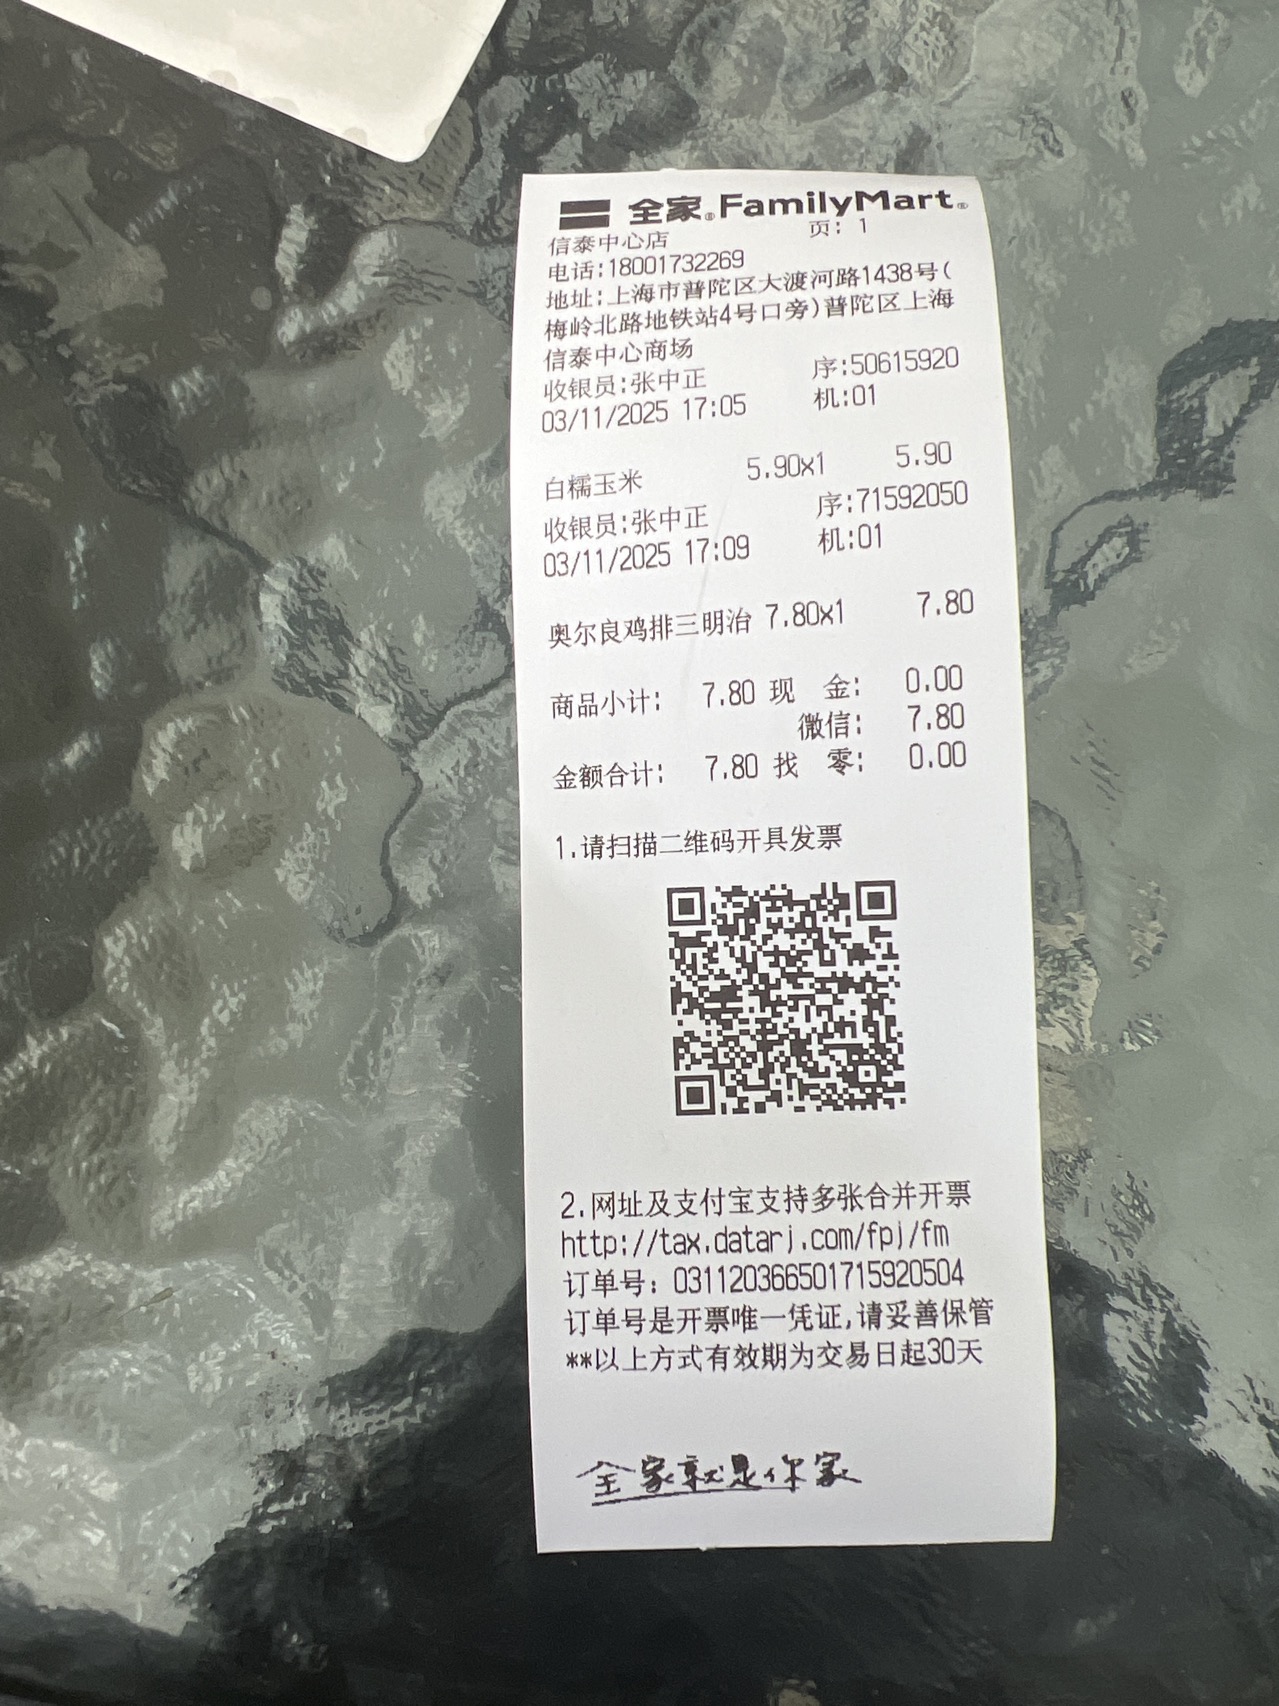 全家®FamilyMart®
信泰中心店 页: 1
电话:18001732269
地址:上海市普陀区大渡河路1438号(
梅岭北路地铁站4号口旁)普陀区上海
信泰中心商场
收银员:张中正 序:50615920
03/11/2025 17:05 机:01
白糯玉米 5.90x1 5.90
收银员:张中正 序:71592050
03/11/2025 17:09 机:01
奥尔良鸡排三明治 7.80x1 7.80
商品小计: 7.80 现 金: 0.00
微信: 7.80
金额合计: 7.80 找 零: 0.00
1.请扫描二维码开具发票
2.网址及支付宝支持多张合并开票
http://tax.datarj.com/fpj/fm
订单号: 0311203665017159205​04
订单号是开票唯一凭证,请妥善保管
**以上方式有效期为交易日起30天
全家就是你家